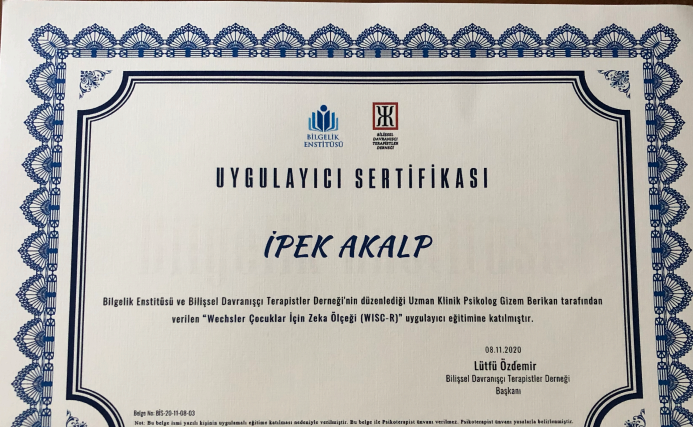 BİLGELİK
ENSTİTÜSÜ
BİLİŞSEL
DAVRANIŞÇI
TERAPİSTLER
DERNEĞİ
UYGULAYICI SERTİFİKASI
İPEK AKALP
Bilgelik Enstitüsü ve Bilişsel Davranışçı Terapistler Derneği'nin düzenlediği Uzman Klinik Psikolog Gizem Berikan tarafından
verilen "Wechsler Çocuklar İçin Zeka Ölçeği (WISC-R)" uygulayıcı eğitimine katılmıştır.
08.11.2020
Lütfü Özdemir
Bilişsel Davranışçı Terapistler Derneği
Başkanı
Belge No: BİS-20-11-08-03
Not: Bu belge ismi yazılı kişinin uygulamalı eğitime katılması nedeniyle verilmiştir. Bu belge ile Psikoterapist ünvanı verilmez. Psikoterapist ünvanı yasalarla belirlenmiştir.